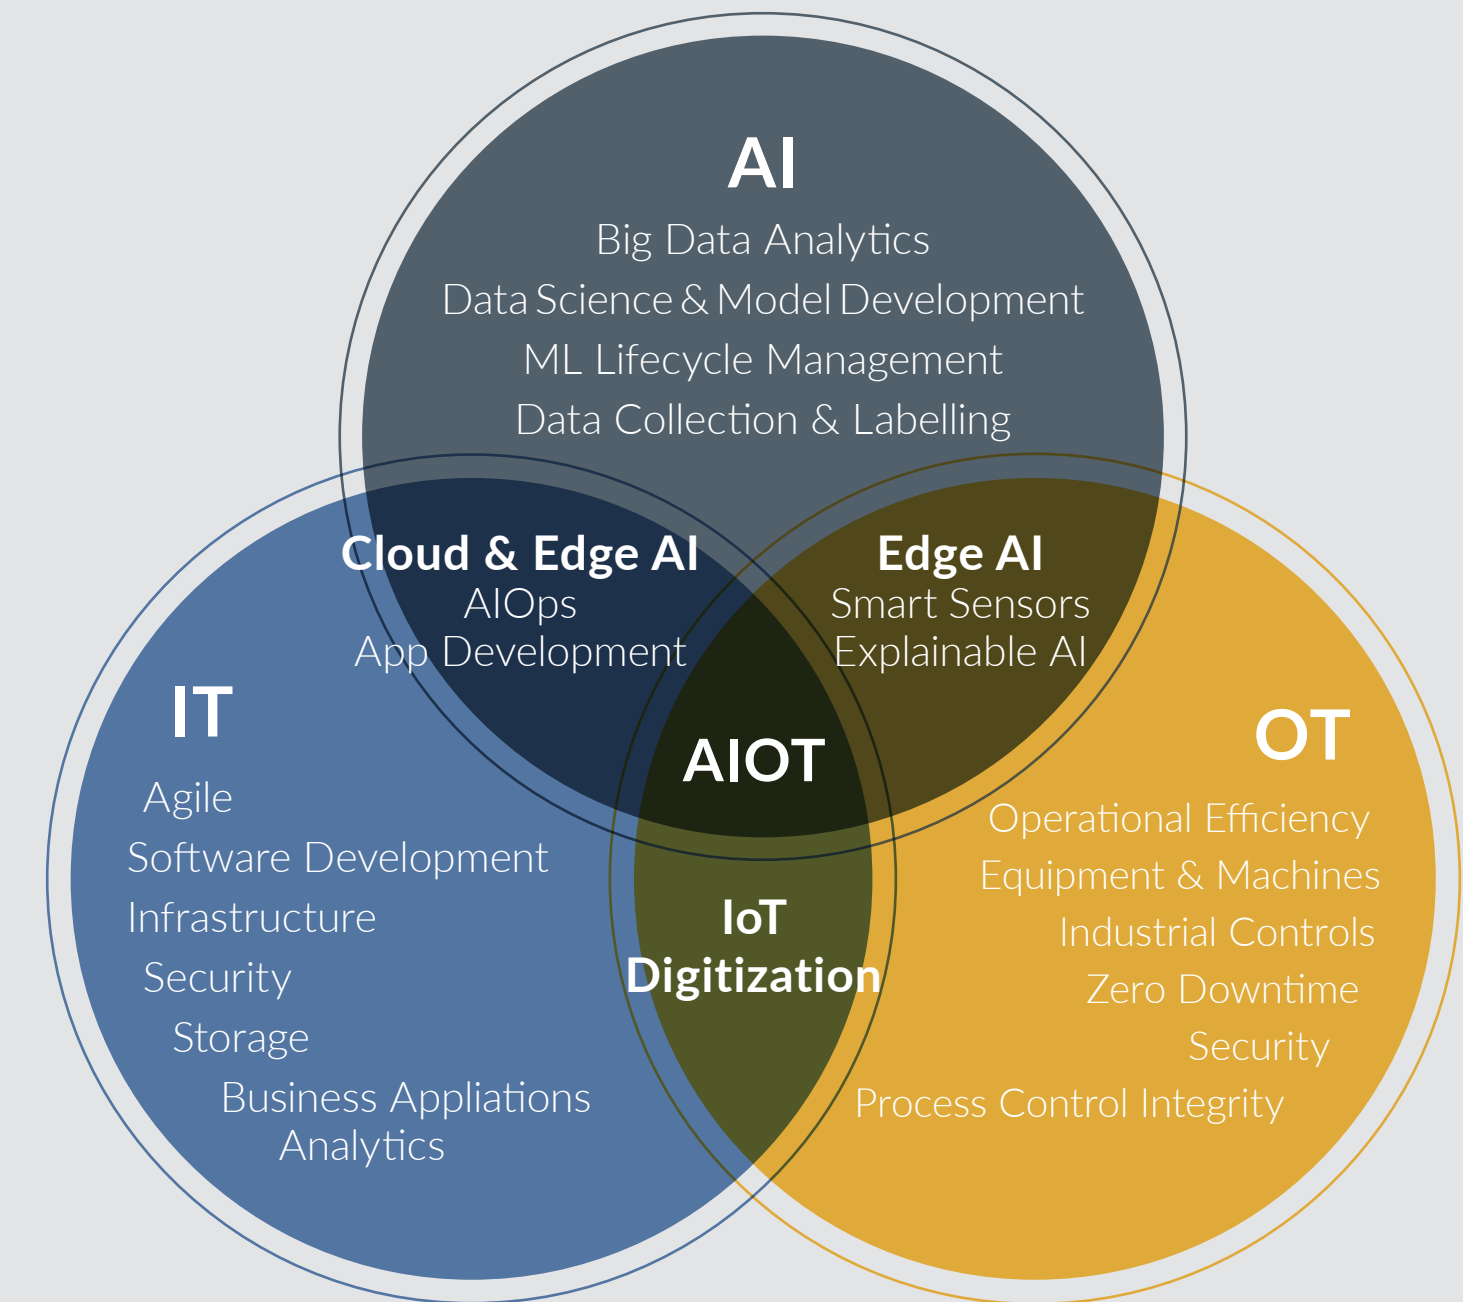 AI
Big Data Analytics
Data Science & Model Development
ML Lifecycle Management
Data Collection & Labelling
Cloud & Edge AI
AIOps
App Development
Edge AI
Smart Sensors
Explainable AI
AIOT
IT
Agile
Software Development
Infrastructure
Security
Storage
Business Appliations
Analytics
IoT
Digitization
OT
Operational Efficiency
Equipment & Machines
Industrial Controls
Zero Downtime
Security
Process Control Integrity